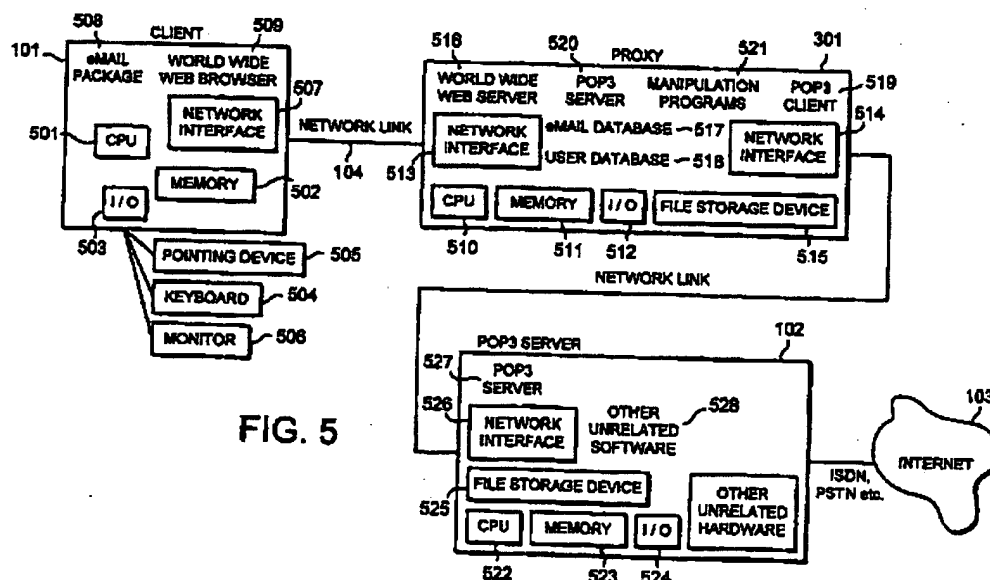 508
CLIENT
509
101
eMAIL
PACKAGE
WORLD WIDE
WEB BROWSER
507
NETWORK
INTERFACE
501
CPU
MEMORY
502
I/O
503
POINTING DEVICE
505
KEYBOARD
504
MONITOR
506
NETWORK LINK
104
516
520
PROXY
521
301
WORLD WIDE
WEB SERVER
POP3
SERVER
MANIPULATION
PROGRAMS
POP3
CLIENT
519
NETWORK
INTERFACE
513
eMAIL DATABASE
517
USER DATABASE
518
NETWORK
INTERFACE
514
CPU
510
MEMORY
511
I/O
512
FILE STORAGE DEVICE
515
NETWORK LINK
POP3 SERVER
102
527
POP3
SERVER
526
NETWORK
INTERFACE
OTHER
UNRELATED
SOFTWARE
528
FILE STORAGE DEVICE
525
CPU
522
MEMORY
523
I/O
524
OTHER
UNRELATED
HARDWARE
ISDN,
PSTN etc.
103
INTERNET
FIG. 5